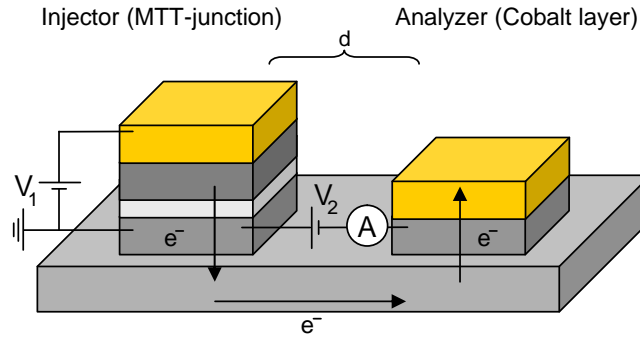 Injector (MTT-junction)
Analyzer (Cobalt layer)
d
V1
V2
A
e−
e−
e−